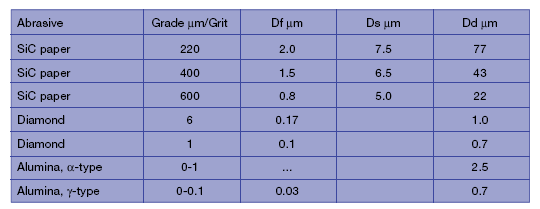 Abrasive Grade μm/Grit Df μm Ds μm Dd μm
SiC paper 220 2.0 7.5 77
SiC paper 400 1.5 6.5 43
SiC paper 600 0.8 5.0 22
Diamond 6 0.17 1.0
Diamond 1 0.1 0.7
Alumina, α-type 0-1 ... 2.5
Alumina, γ-type 0-0.1 0.03 0.7